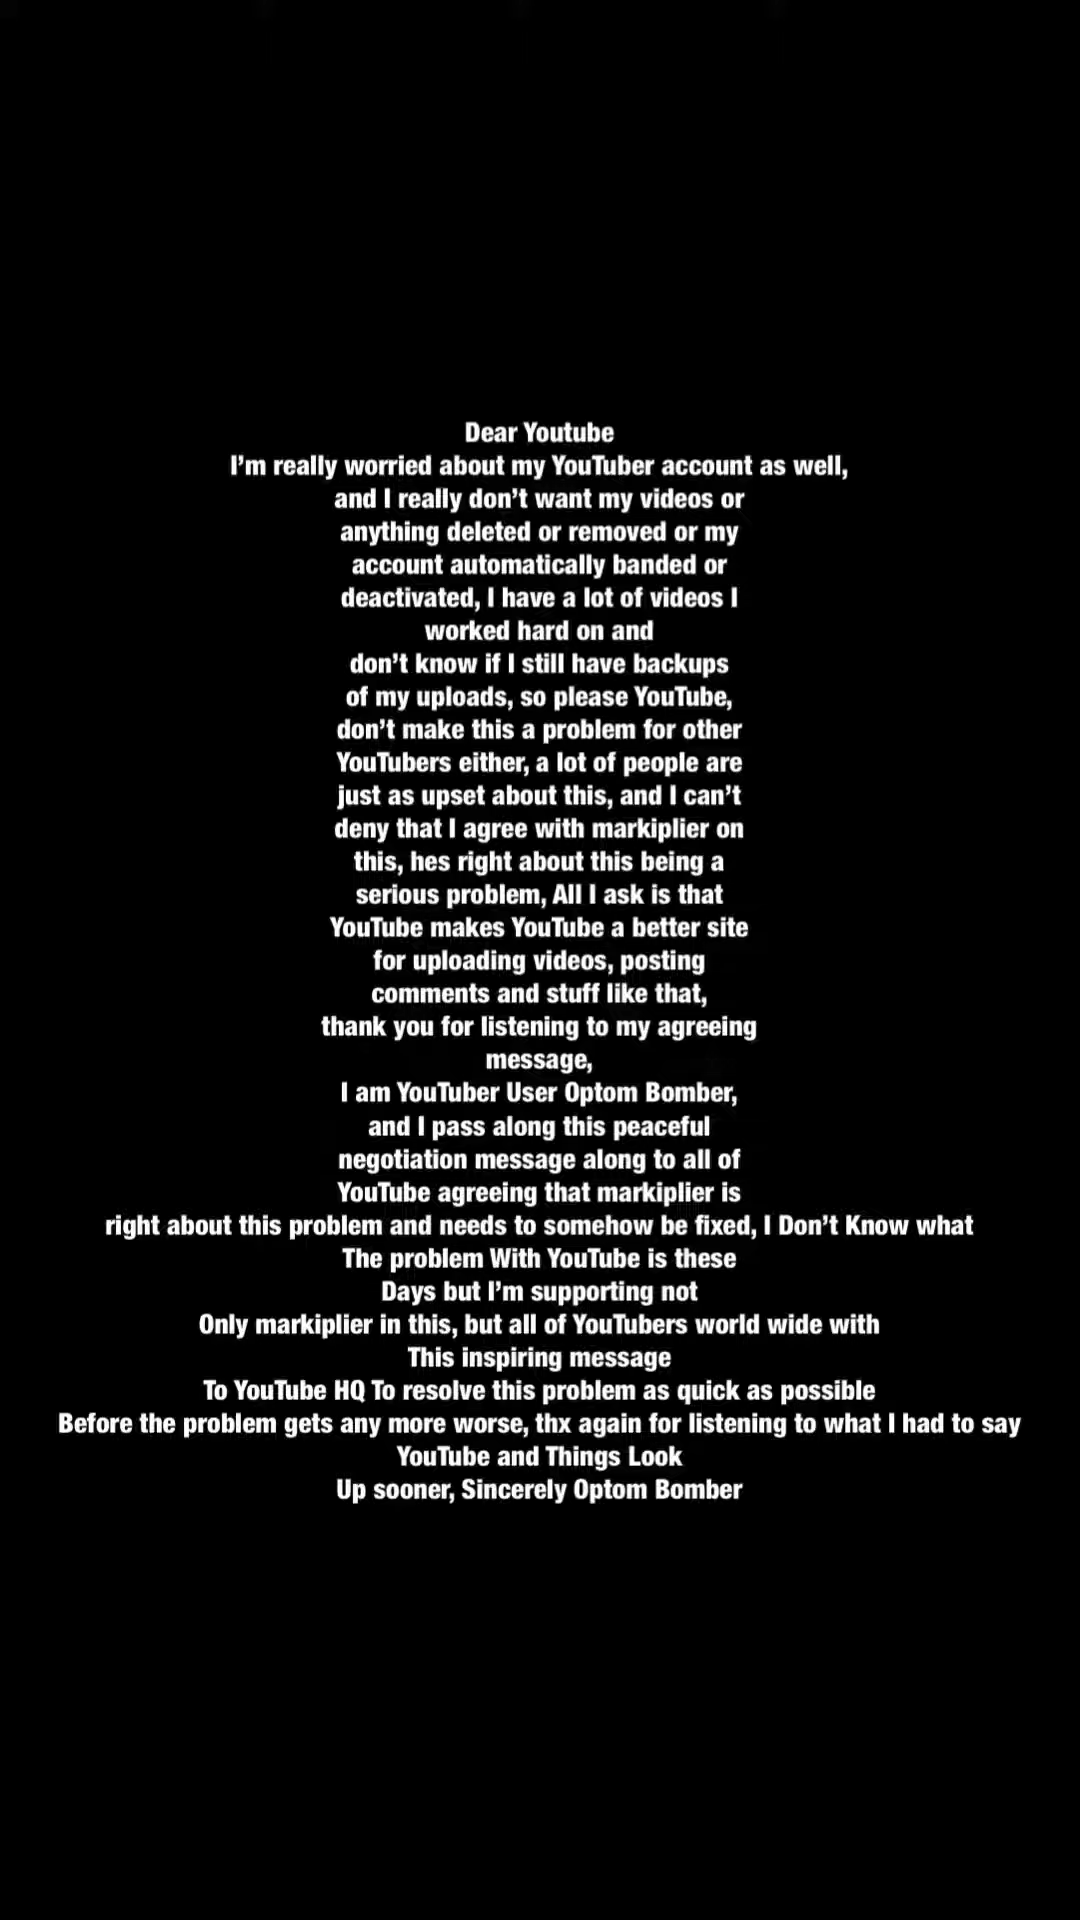 Dear Youtube
I'm really worried about my YouTuber account as well,
and I really don't want my videos or
anything deleted or removed or my
account automatically banded or
deactivated, I have a lot of videos I
worked hard on and
don't know if I still have backups
of my uploads, so please YouTube,
don't make this a problem for other
YouTubers either, a lot of people are
just as upset about this, and I can't
deny that I agree with markiplier on
this, hes right about this being a
serious problem, All I ask is that
YouTube makes YouTube a better site
for uploading videos, posting
comments and stuff like that,
thank you for listening to my agreeing
message,
I am YouTuber User Optom Bomber,
and I pass along this peaceful
negotiation message along to all of
YouTube agreeing that markiplier is
right about this problem and needs to somehow be fixed, I Don't Know what
The problem With YouTube is these
Days but I'm supporting not
Only markiplier in this, but all of YouTubers world wide with
This inspiring message
To YouTube HQ To resolve this problem as quick as possible
Before the problem gets any more worse, thx again for listening to what I had to say
YouTube and Things Look
Up sooner, Sincerely Optom Bomber